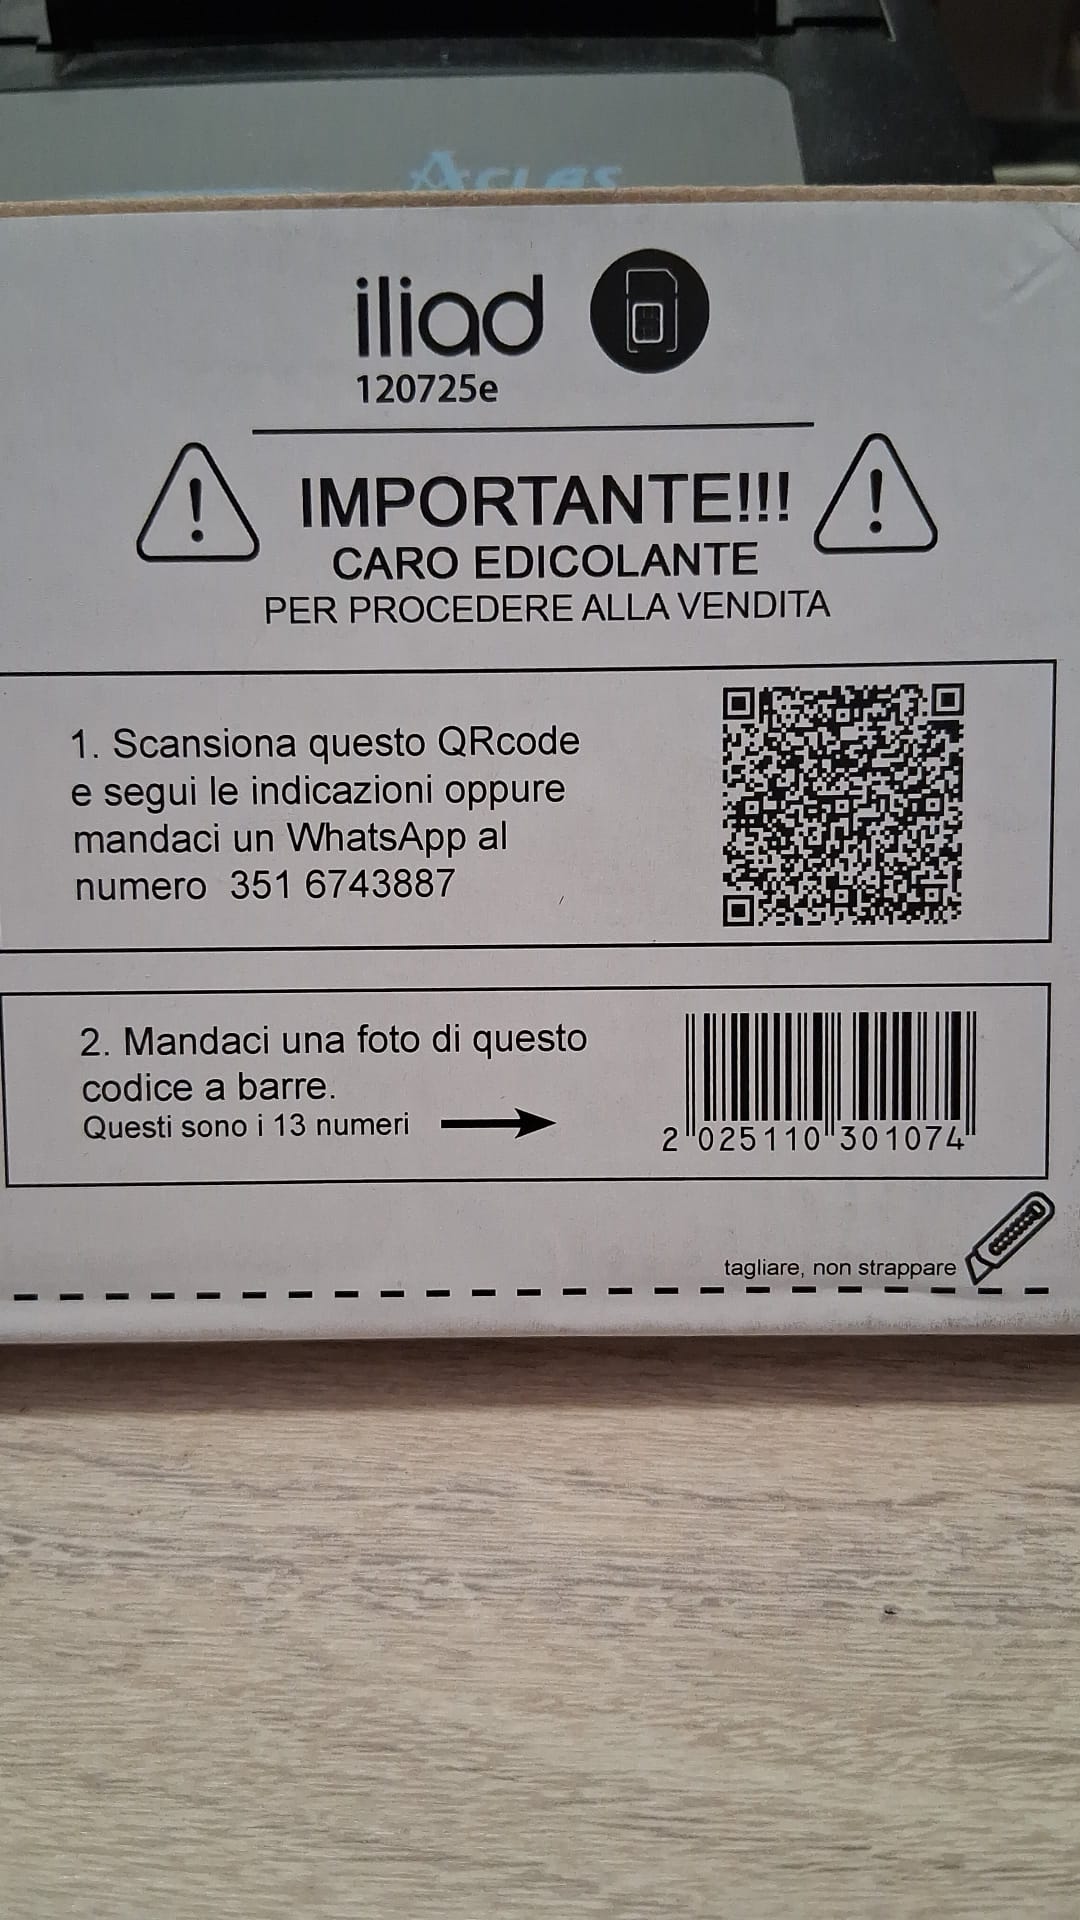 ACLAS
iliad
120725e
IMPORTANTE!!!
CARO EDICOLANTE
PER PROCEDERE ALLA VENDITA
1. Scansiona questo QRcode
e segui le indicazioni oppure
mandaci un WhatsApp al
numero 351 6743887
2. Mandaci una foto di questo
codice a barre.
Questi sono i 13 numeri
2 025110 301074
tagliare, non strappare